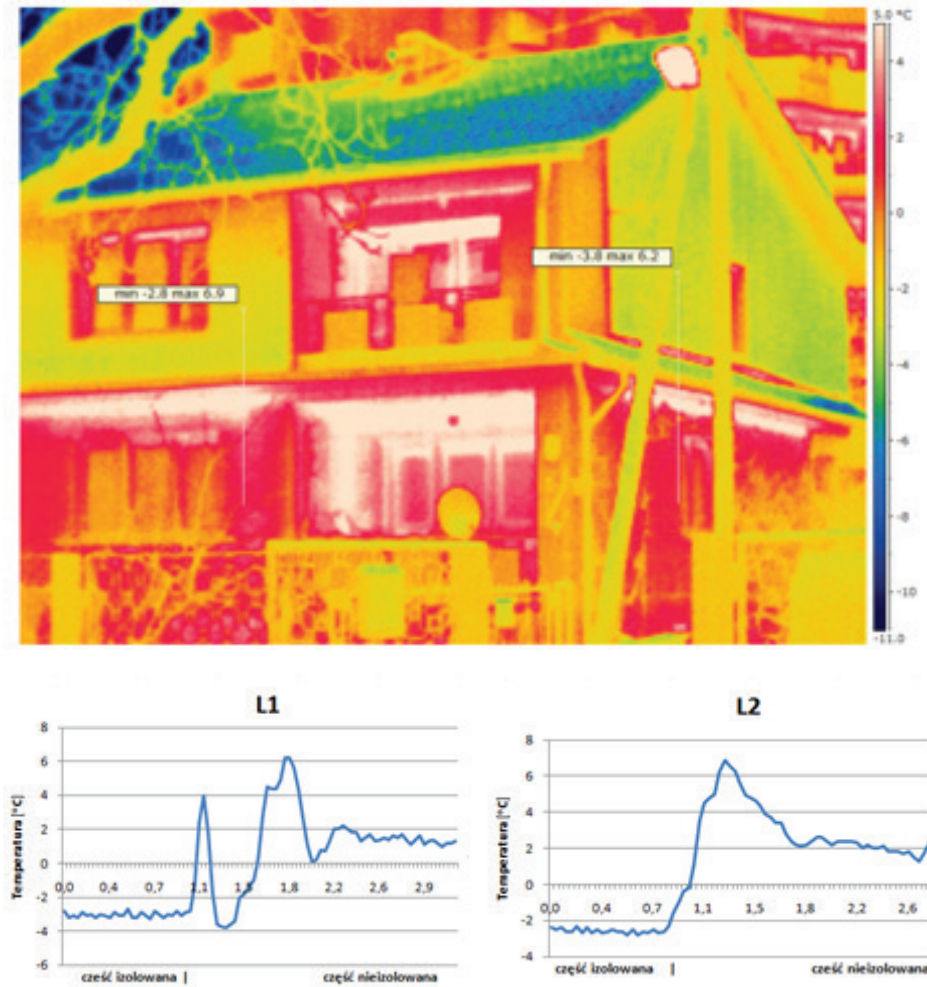 5.0 °C
4
2
min -3.8 max 6.2
0
min -2.8 max 6.9
-2
-4
-6
-8
-10
-11.0
L1
8
6
4
2
0
-2
-4
-6
Temperatura [°C]
0,0 0,4 0,7 1,1 1,5 1,8 2,2 2,6 2,9
cześć izolowana | część nieizolowana
L2
8
6
4
2
0
-2
-4
Temperatura [°C]
0,0 0,4 0,7 1,1 1,5 1,8 2,2 2,6
część izolowana | część nieizolowana